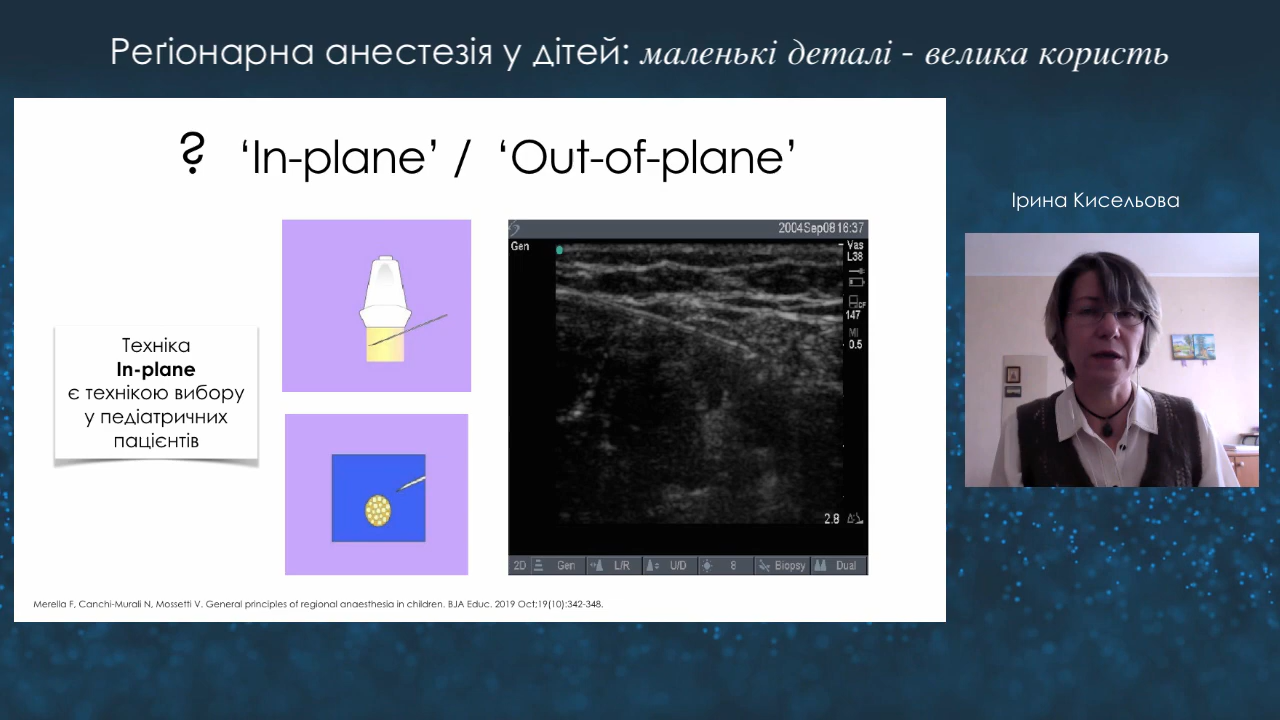 Реґіонарна анестезія у дітей: маленькі деталі - велика користь
? ‘In-plane’ / ‘Out-of-plane’
Ірина Кисельова
2004Sep08 16:37
Gen
Vas
L38
CF
147
MI
0.5
Техніка
In-plane
є технікою вибору
у педіатричних
пацієнтів
2.8
2D Gen L/R U/D 8 Biopsy Dual
Merella F, Canchi-Murali N, Mossetti V. General principles of regional anaesthesia in children. BJA Educ. 2019 Oct;19(10):342-348.